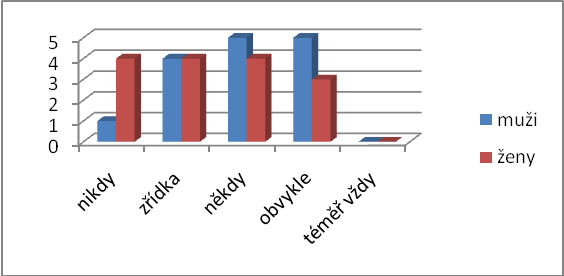 5
4
3
2
1
0
nikdy
zřídka
někdy
obvykle
téměř vždy
muži
ženy